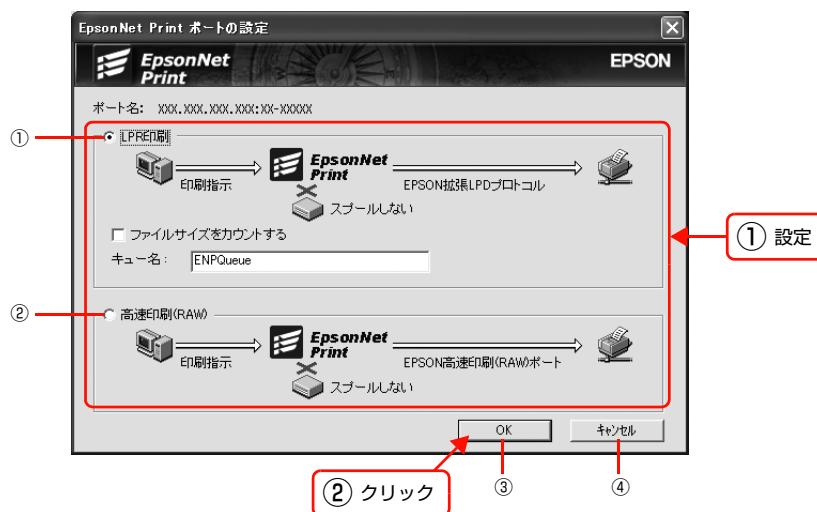 EpsonNet Print ポートの設定
EpsonNet
Print
EPSON
ポート名: XXX.XXX.XXX.XXX:XX-XXXXX
①
LPR印刷
印刷指示
EpsonNet
Print
EPSON拡張LPDプロトコル
スプールしない
ファイルサイズをカウントする
キュー名: ENPQueue
① 設定
②
高速印刷(RAW)
印刷指示
EpsonNet
Print
EPSON高速印刷(RAW)ポート
スプールしない
OK
キャンセル
② クリック
③
④